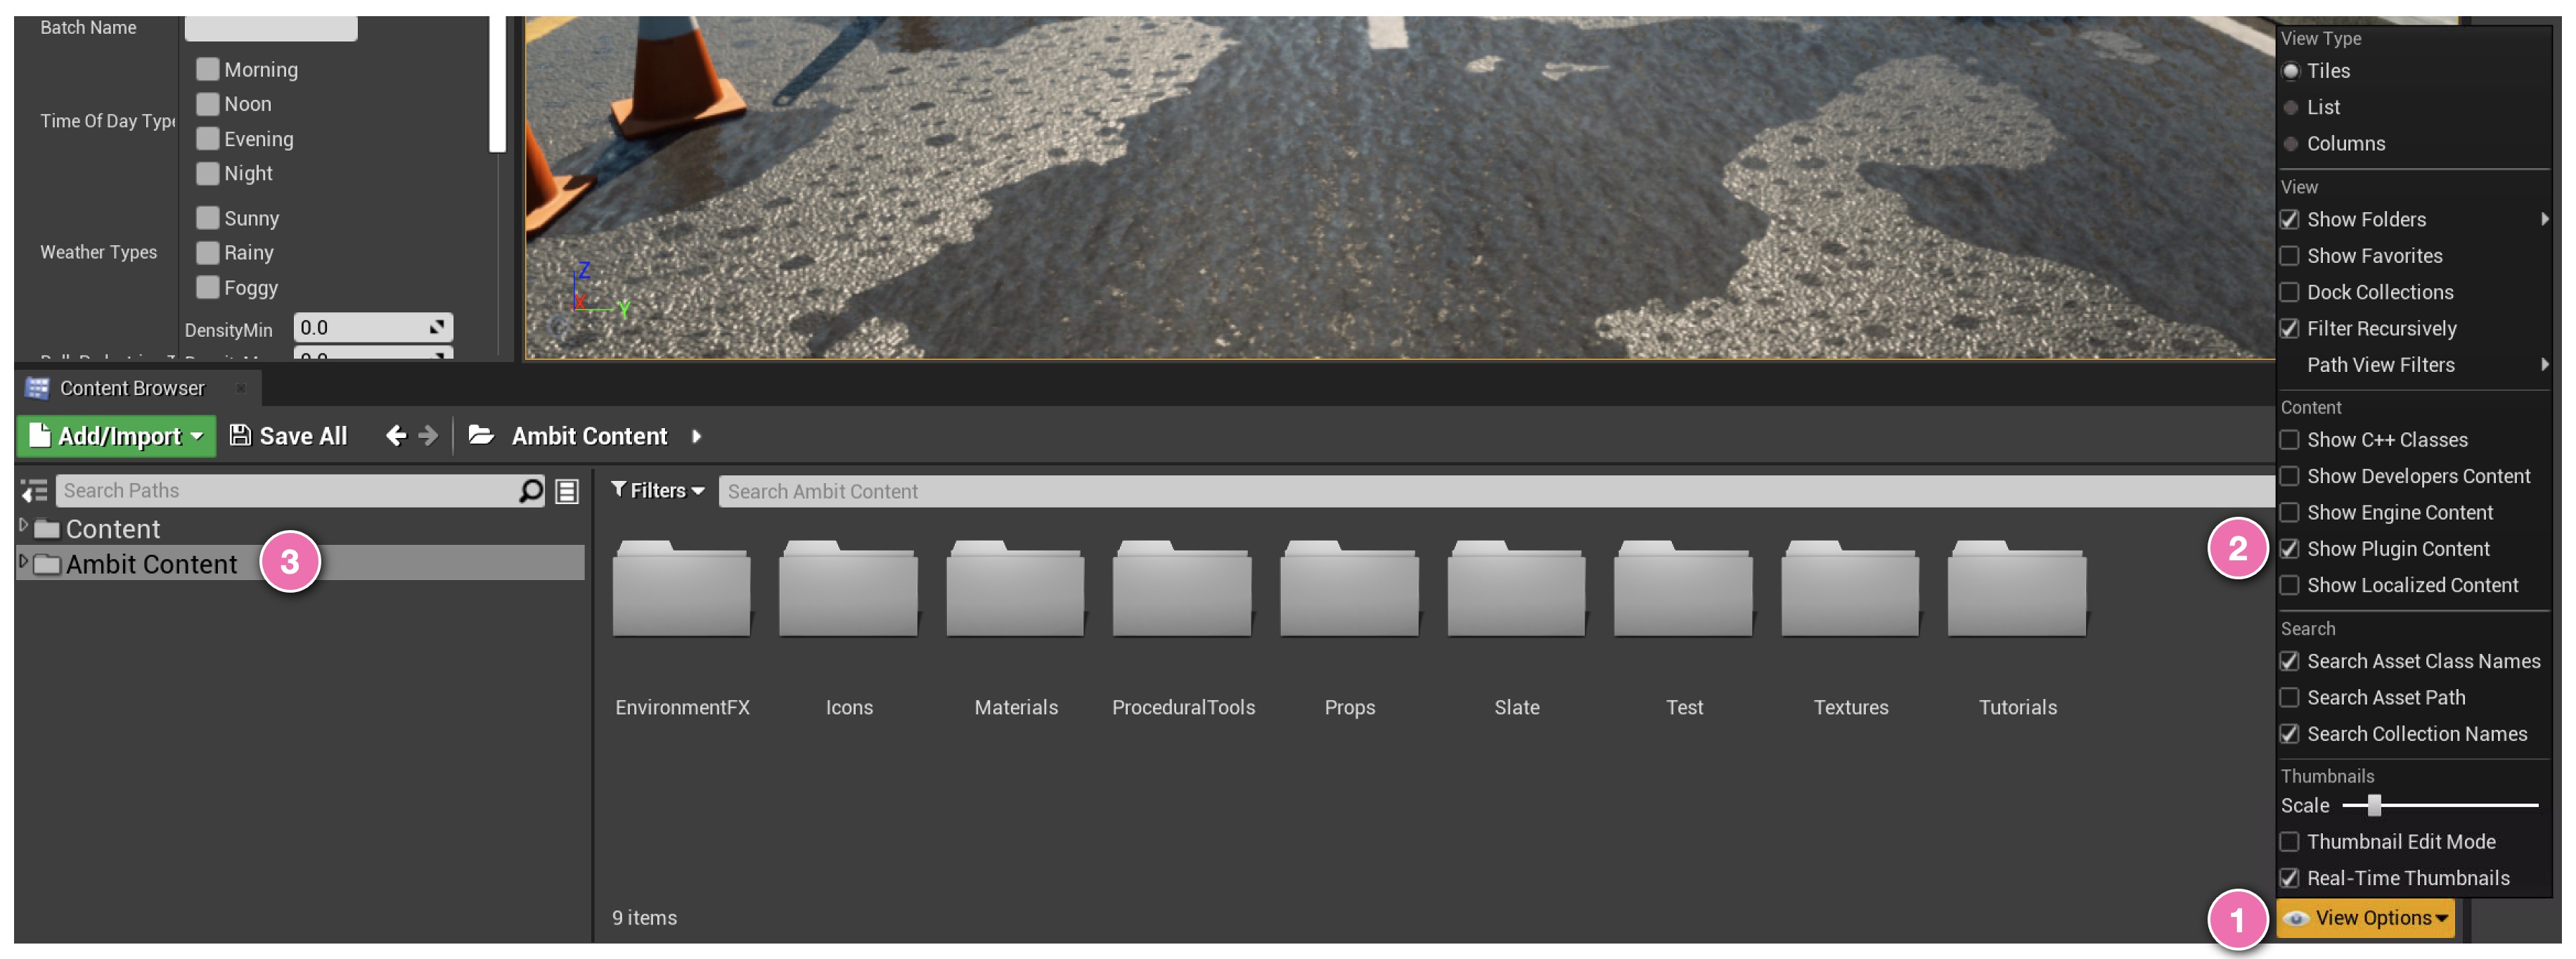 Batch Name
Morning
Noon
Time Of Day Type
Evening
Night
Sunny
Weather Types
Rainy
Foggy
DensityMin 0.0
Z
X
Y
View Type
Tiles
List
Columns
View
Show Folders
Show Favorites
Dock Collections
Filter Recursively
Path View Filters
Content
Show C++ Classes
Show Developers Content
Show Engine Content
2 Show Plugin Content
Show Localized Content
Search
Search Asset Class Names
Search Asset Path
Search Collection Names
Thumbnails
Scale
Thumbnail Edit Mode
Real-Time Thumbnails
1 View Options
Content Browser
Add/Import Save All Ambit Content
Search Paths
Filters Search Ambit Content
Content
Ambit Content 3
EnvironmentFX Icons Materials ProceduralTools Props Slate Test Textures Tutorials
9 items